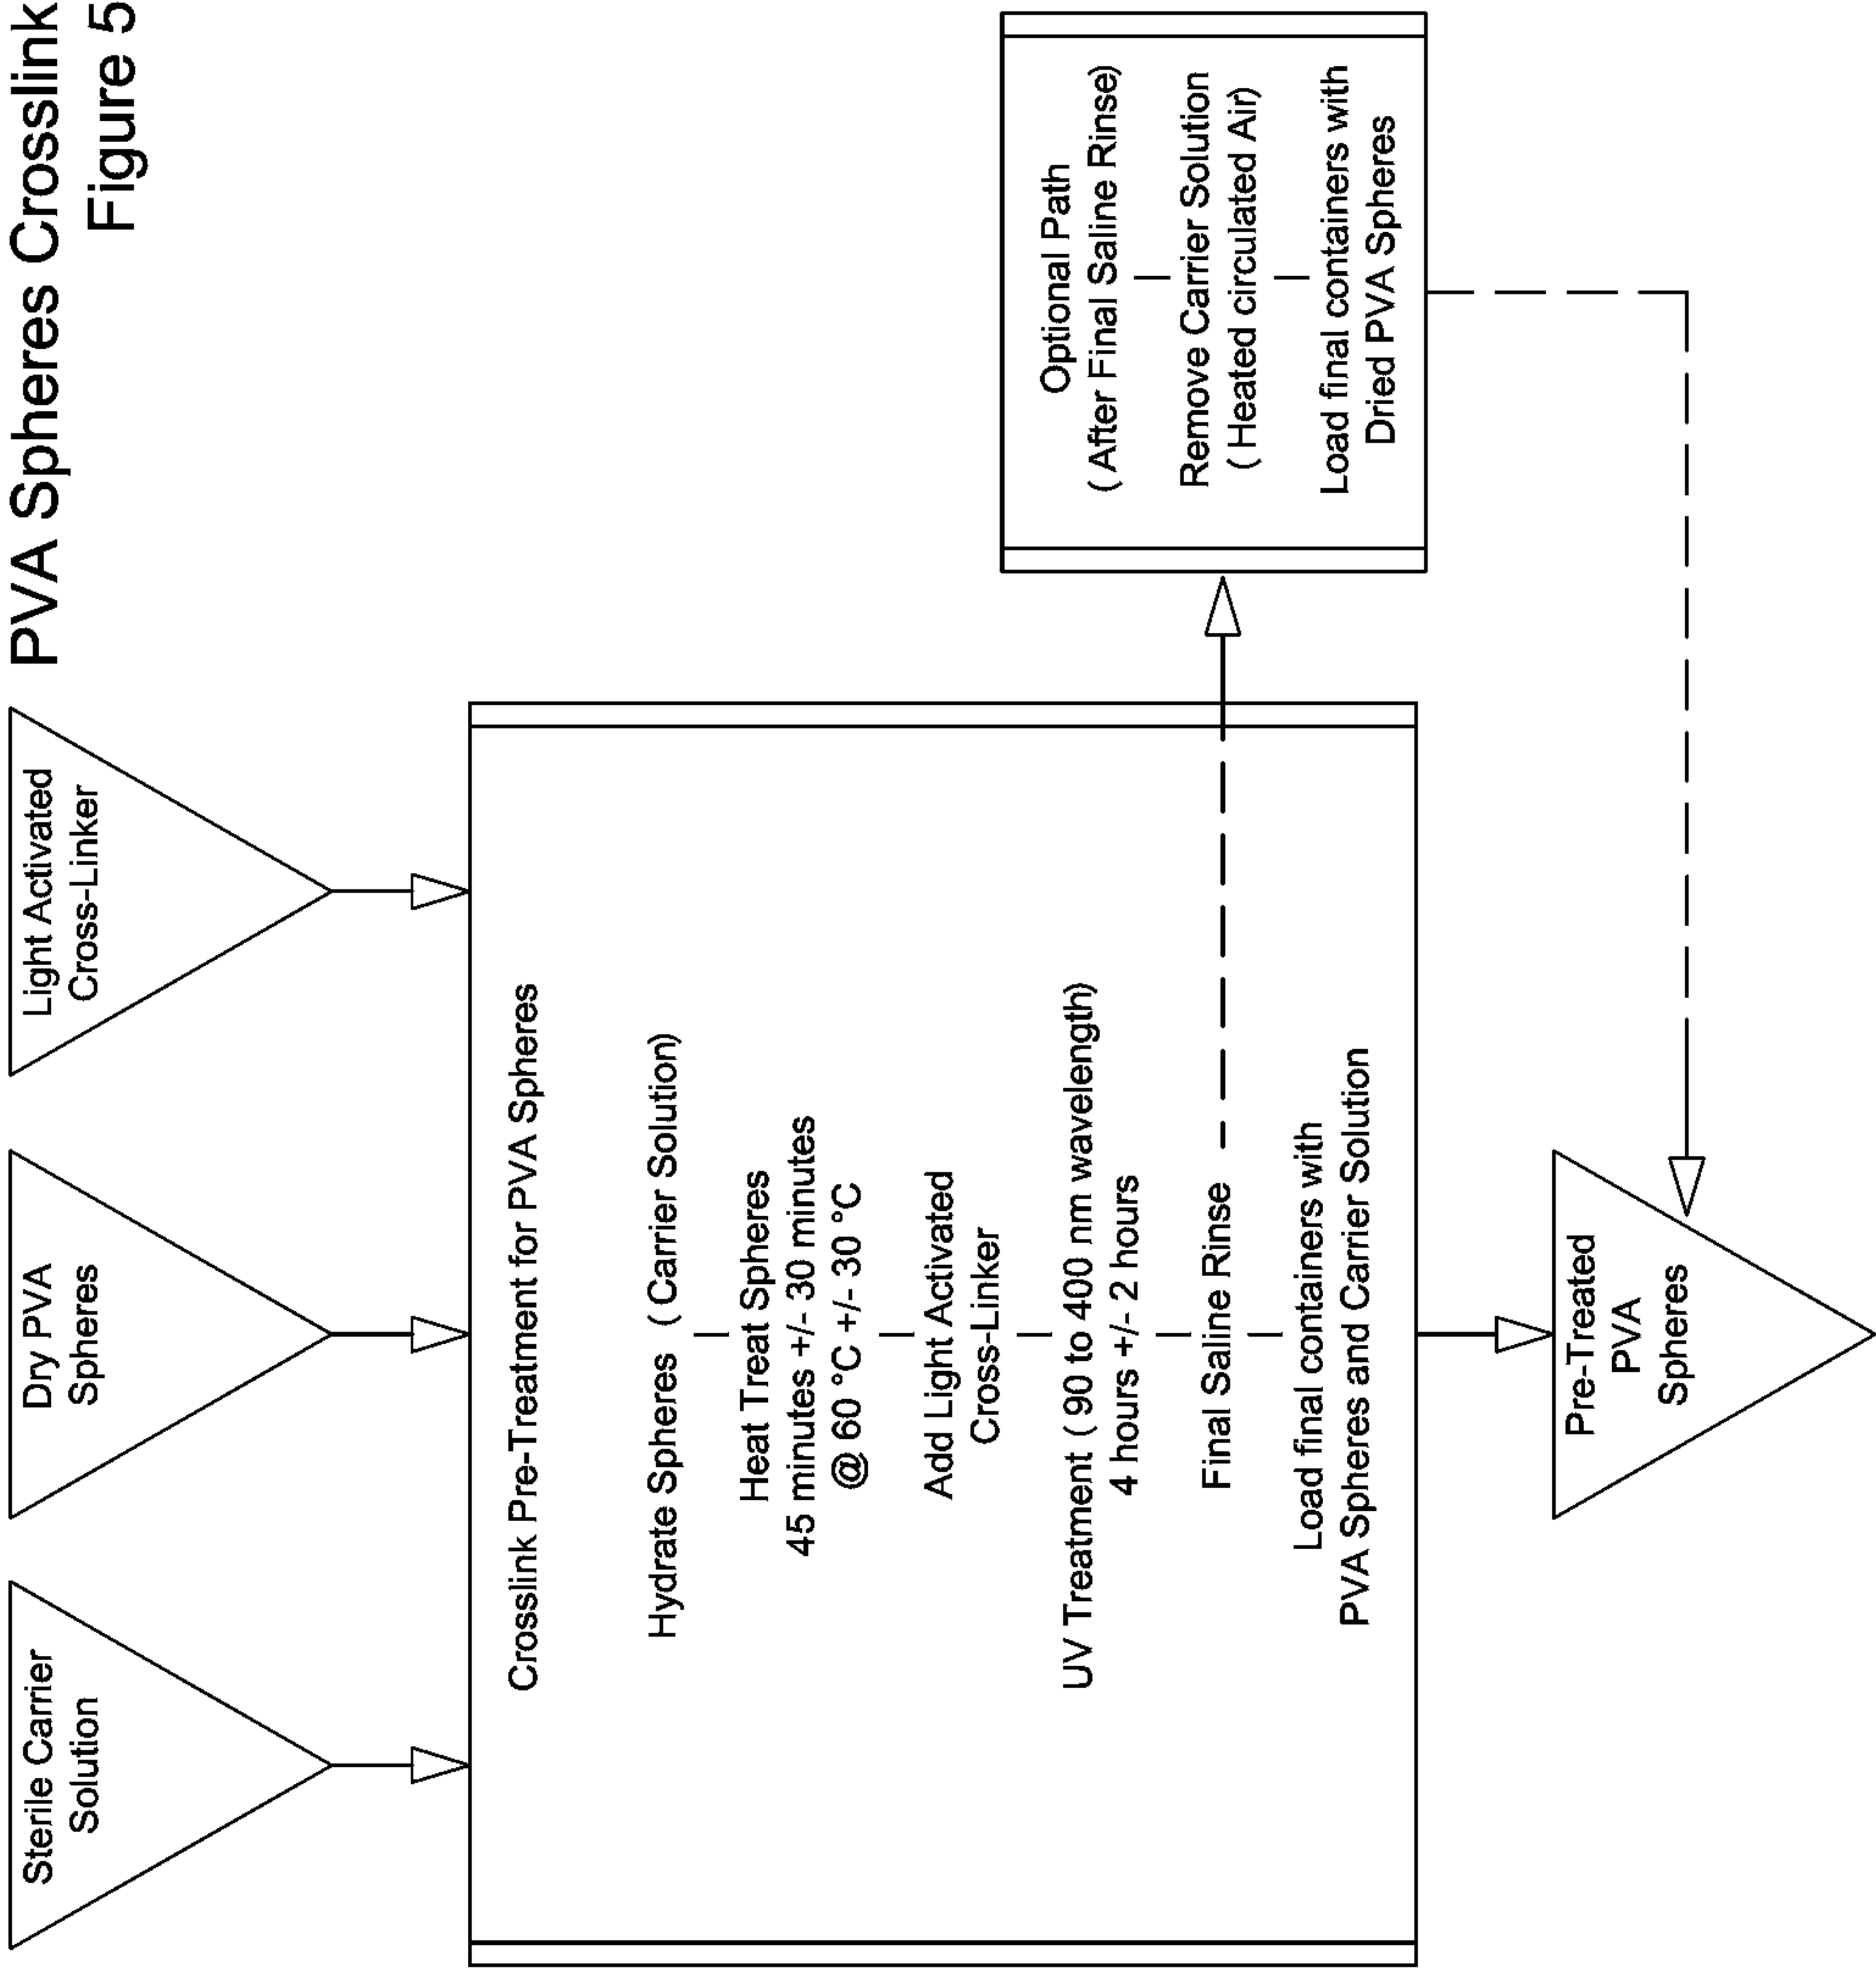 PVA Spheres Crosslink
Figure 5
Sterile Carrier
Solution
Dry PVA
Spheres
Light Activated
Cross-Linker
Crosslink Pre-Treatment for PVA Spheres
Hydrate Spheres ( Carrier Solution)
Heat Treat Spheres
45 minutes +/- 30 minutes
@ 60 °C +/- 30 °C
Add Light Activated
Cross-Linker
UV Treatment ( 90 to 400 nm wavelength)
4 hours +/- 2 hours
Final Saline Rinse
Load final containers with
PVA Spheres and Carrier Solution
Optional Path
( After Final Saline Rinse)
Remove Carrier Solution
( Heated circulated Air)
Load final containers with
Dried PVA Spheres
Pre-Treated
PVA
Spheres